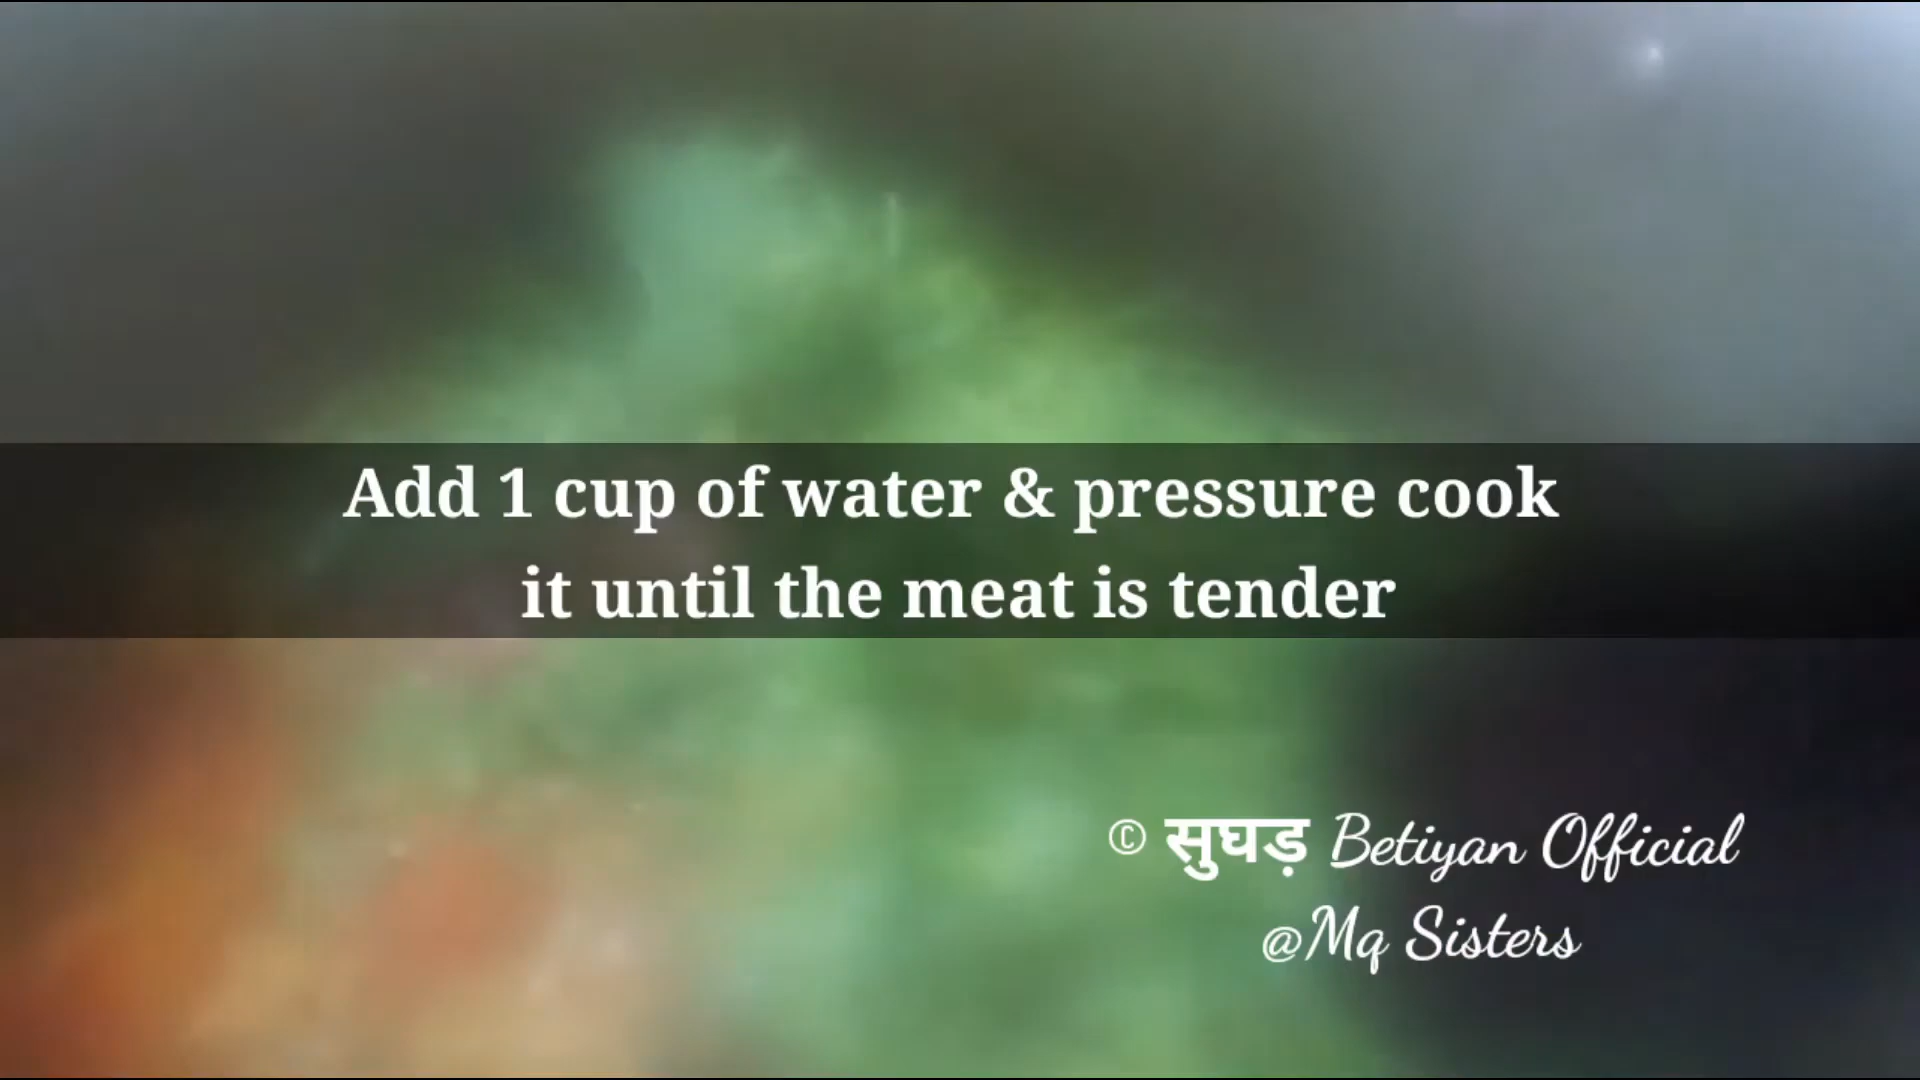 Add 1 cup of water & pressure cook
it until the meat is tender
© सुघड़ Betiyan Official
@Mq Sisters